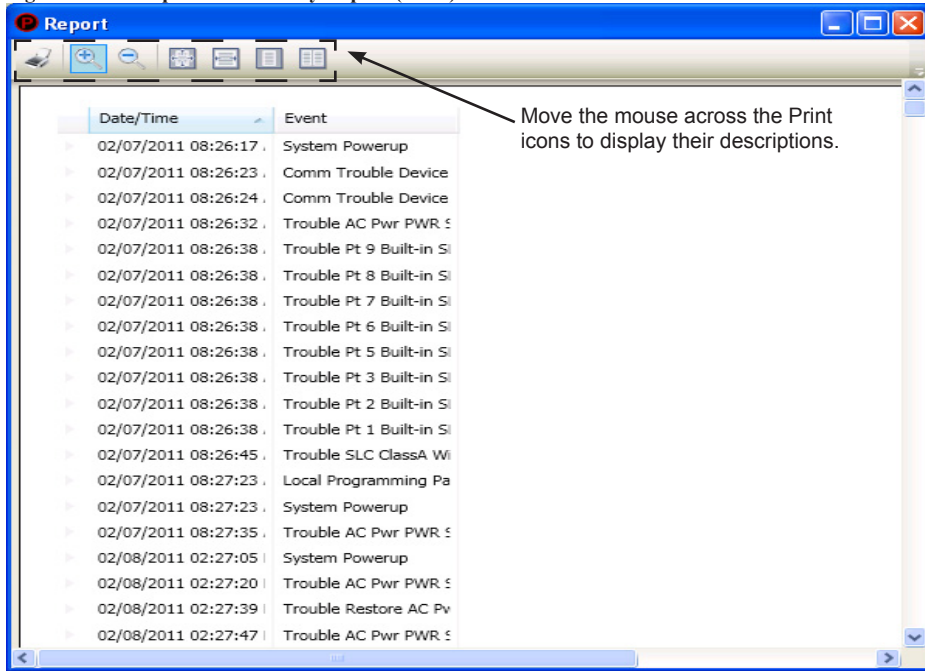 Report
Move the mouse across the Print
icons to display their descriptions.
Date/Time Event
02/07/2011 08:26:17 System Powerup
02/07/2011 08:26:23 Comm Trouble Device
02/07/2011 08:26:24 Comm Trouble Device
02/07/2011 08:26:32 Trouble AC Pwr PWR
02/07/2011 08:26:38 Trouble Pt 9 Built-in
02/07/2011 08:26:38 Trouble Pt 8 Built-in
02/07/2011 08:26:38 Trouble Pt 7 Built-in
02/07/2011 08:26:38 Trouble Pt 6 Built-in
02/07/2011 08:26:38 Trouble Pt 5 Built-in
02/07/2011 08:26:38 Trouble Pt 3 Built-in
02/07/2011 08:26:38 Trouble Pt 2 Built-in
02/07/2011 08:26:38 Trouble Pt 1 Built-in
02/07/2011 08:26:45 Trouble SLC ClassA Wi
02/07/2011 08:27:23 Local Programming Pa
02/07/2011 08:27:23 System Powerup
02/07/2011 08:27:35 Trouble AC Pwr PWR
02/08/2011 02:27:05 System Powerup
02/08/2011 02:27:20 Trouble AC Pwr PWR
02/08/2011 02:27:39 Trouble Restore AC
02/08/2011 02:27:47 Trouble AC Pwr PWR